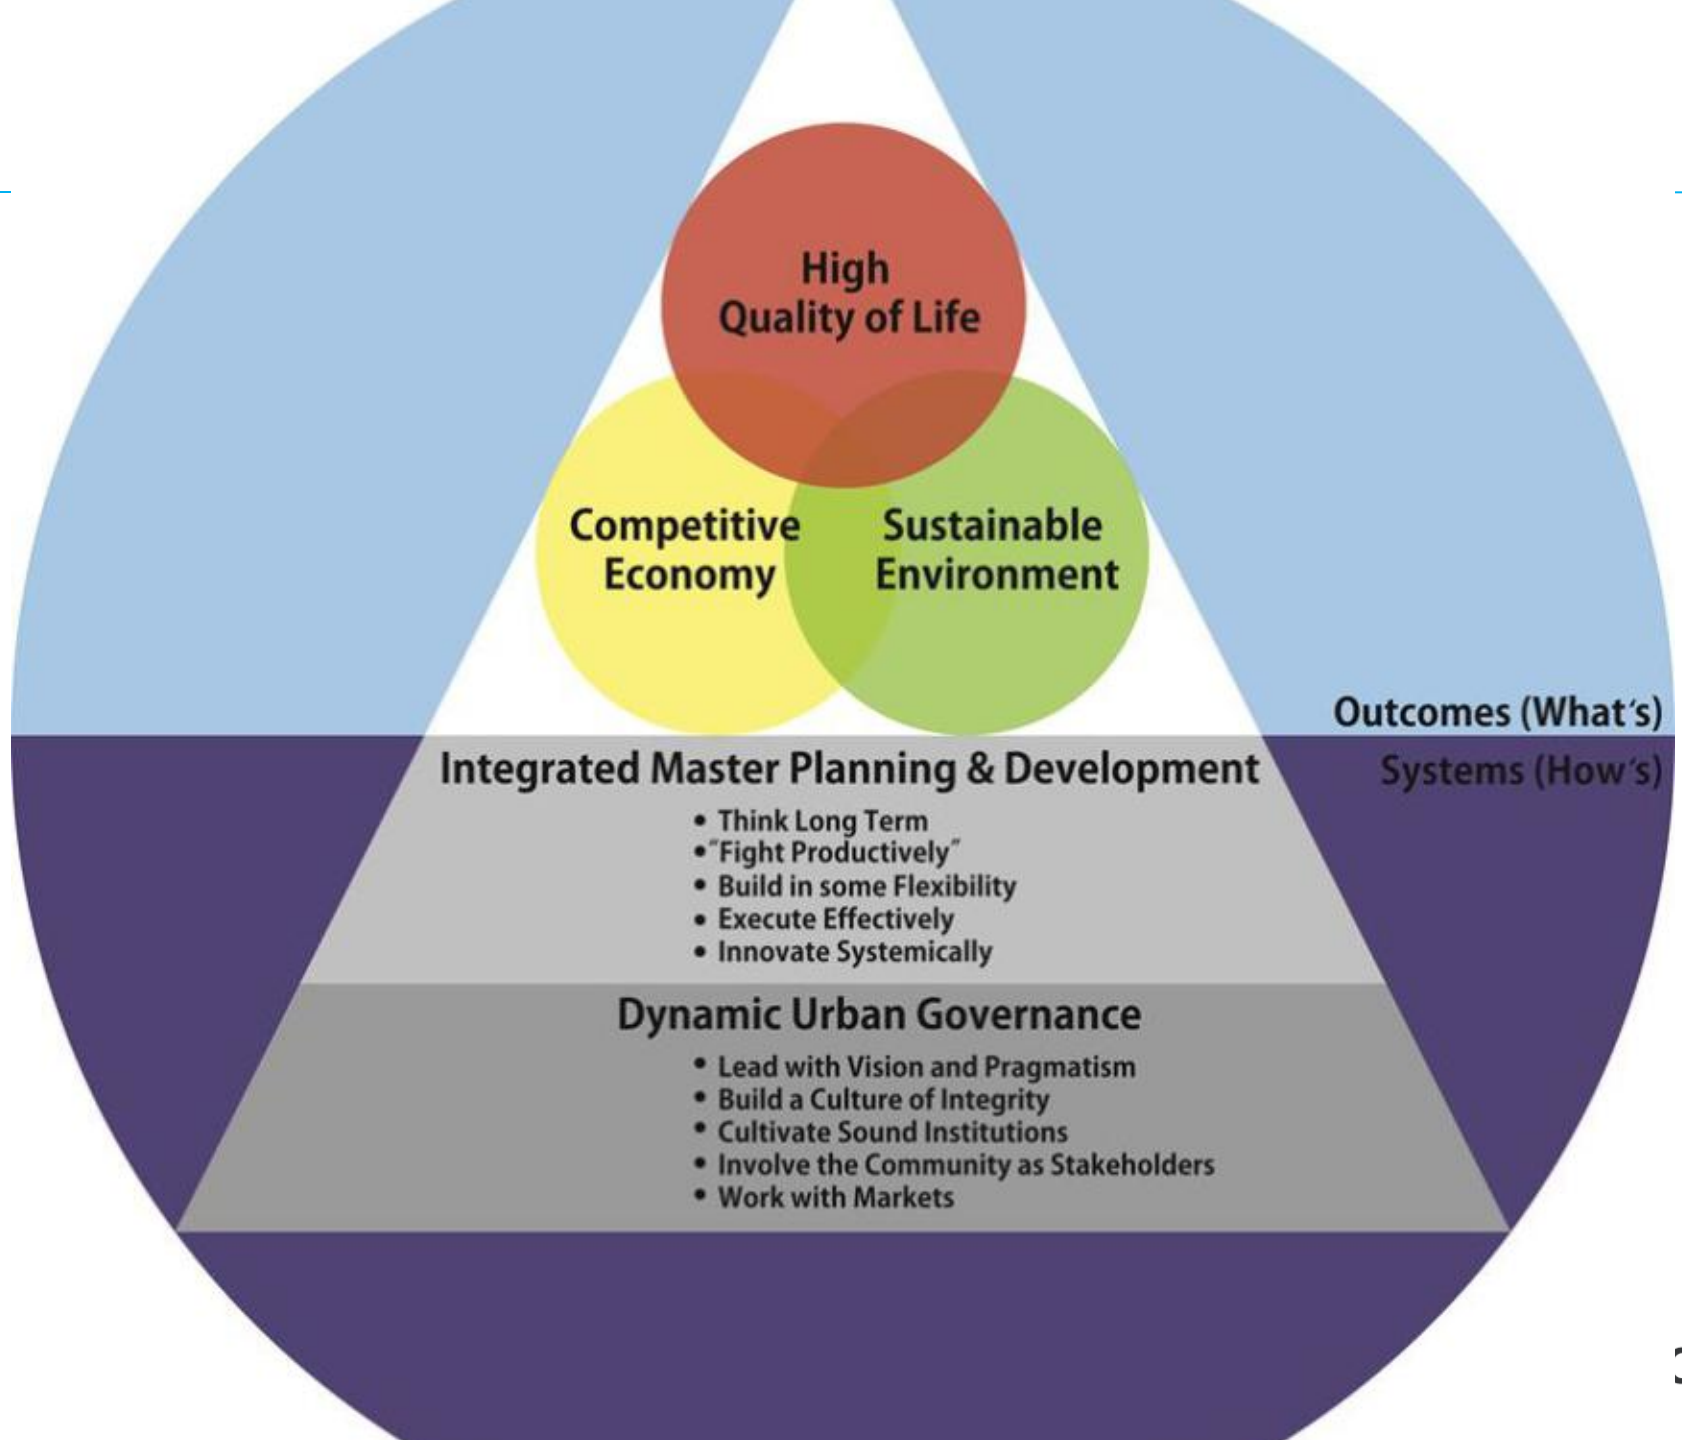 High
Quality of Life
Competitive
Economy
Sustainable
Environment
Outcomes (What´s)
Systems (How´s)
Integrated Master Planning & Development
• Think Long Term
•˝Fight Productively˝
• Build in some Flexibility
• Execute Effectively
• Innovate Systemically
Dynamic Urban Governance
• Lead with Vision and Pragmatism
• Build a Culture of Integrity
• Cultivate Sound Institutions
• Involve the Community as Stakeholders
• Work with Markets